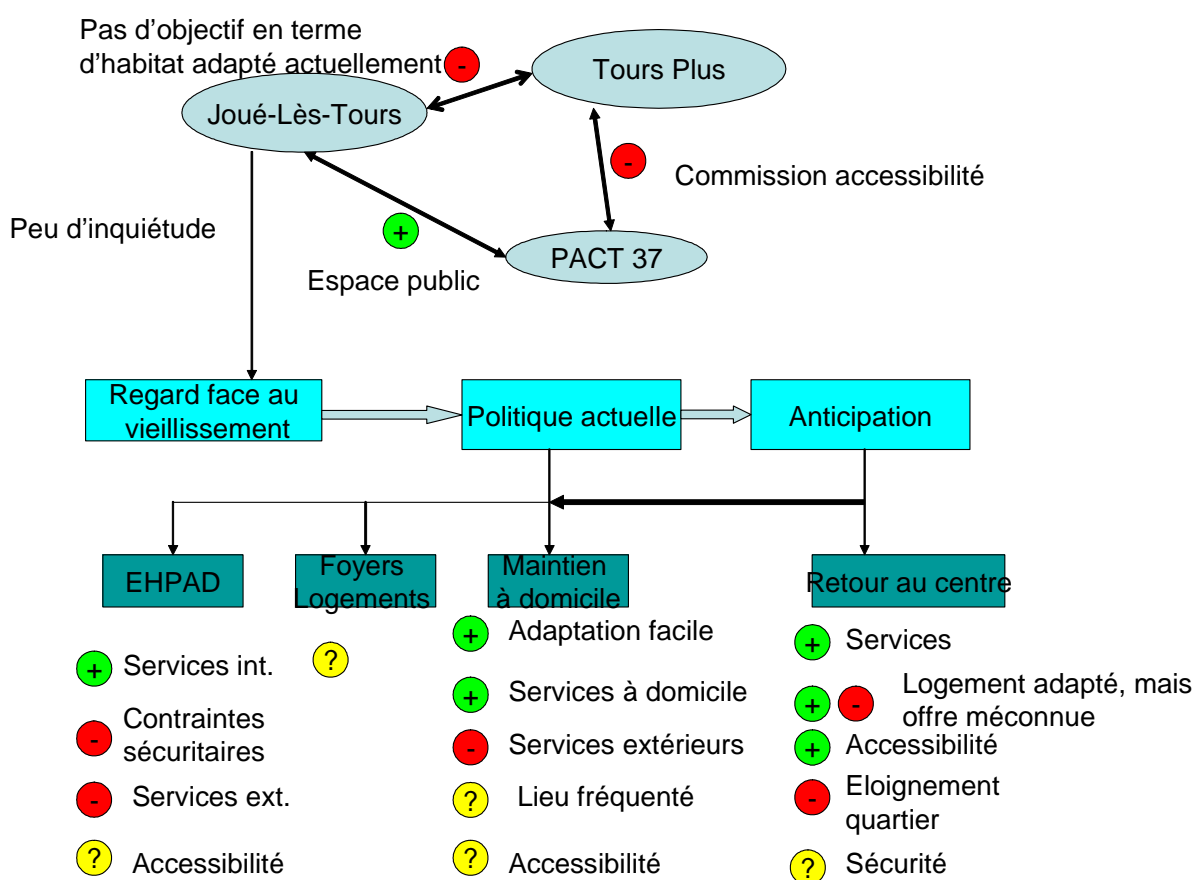 Pas d’objectif en terme
d’habitat adapté actuellement
-
Tours Plus
Joué-Lès-Tours
-
Commission accessibilité
Peu d’inquiétude
+
PACT 37
Espace public
Regard face au
vieillissement
Politique actuelle
Anticipation
EHPAD
Foyers
Logements
Maintien
à domicile
Retour au centre
+ Services int.
- Contraintes
sécuritaires
- Services ext.
? Accessibilité
?
+ Adaptation facile
+ Services à domicile
- Services extérieurs
? Lieu fréquenté
? Accessibilité
+ Services
+ - Logement adapté, mais
offre méconnue
+ Accessibilité
- Eloignement
quartier
? Sécurité